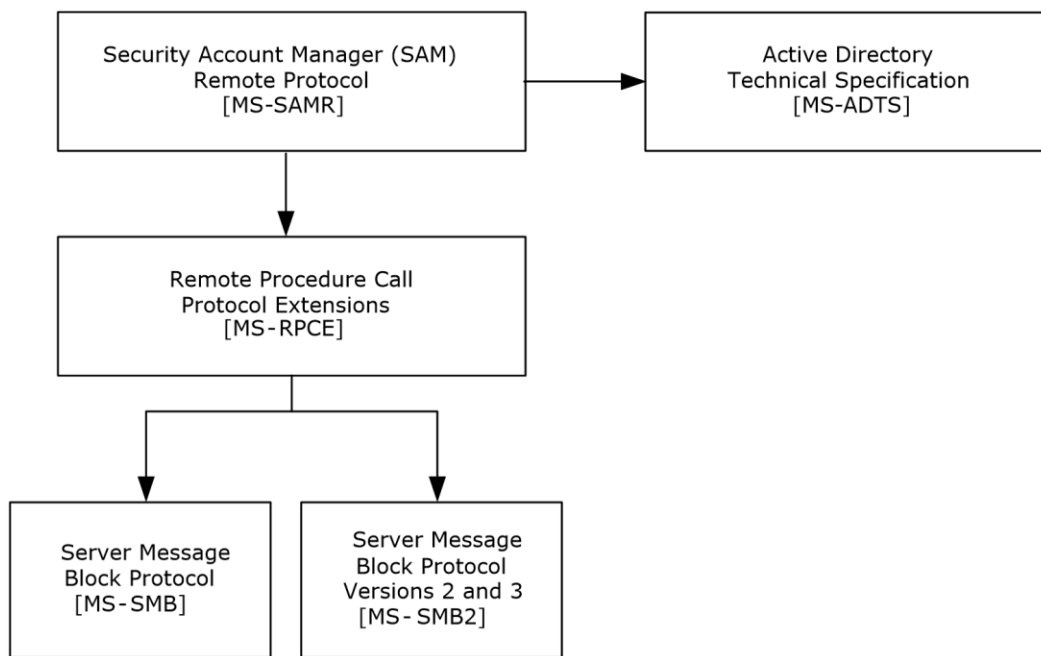 Security Account Manager (SAM)
Remote Protocol
[MS-SAMR]
Active Directory
Technical Specification
[MS-ADTS]
Remote Procedure Call
Protocol Extensions
[MS-RPCE]
Server Message
Block Protocol
[MS-SMB]
Server Message
Block Protocol
Versions 2 and 3
[MS-SMB2]